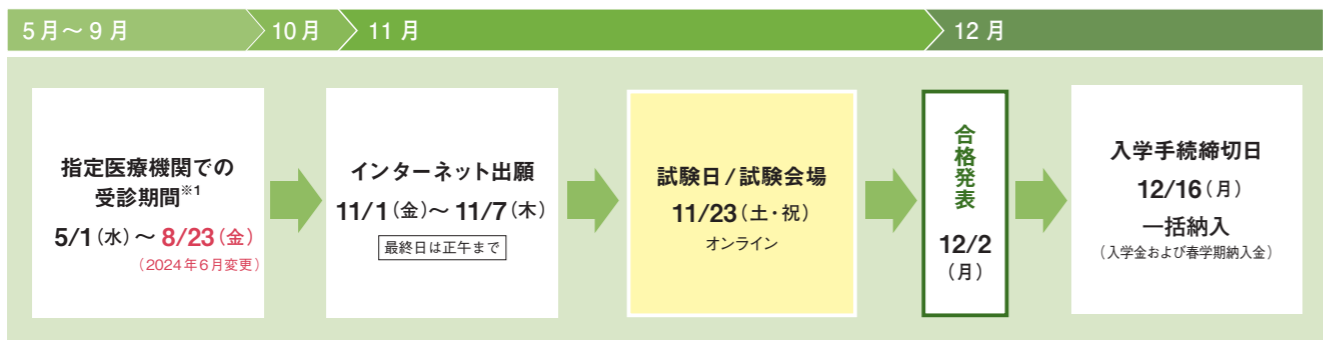 5月～9月
10月
11月
12月
指定医療機関での
受診期間※1
5/1（水）～8/23（金）
（2024年6月変更）
インターネット出願
11/1（金）～11/7（木）
最終日は正午まで
試験日/試験会場
11/23（土・祝）
オンライン
合格発表
12/2
（月）
入学手続締切日
12/16（月）
一括納入
（入学金および春学期納入金）